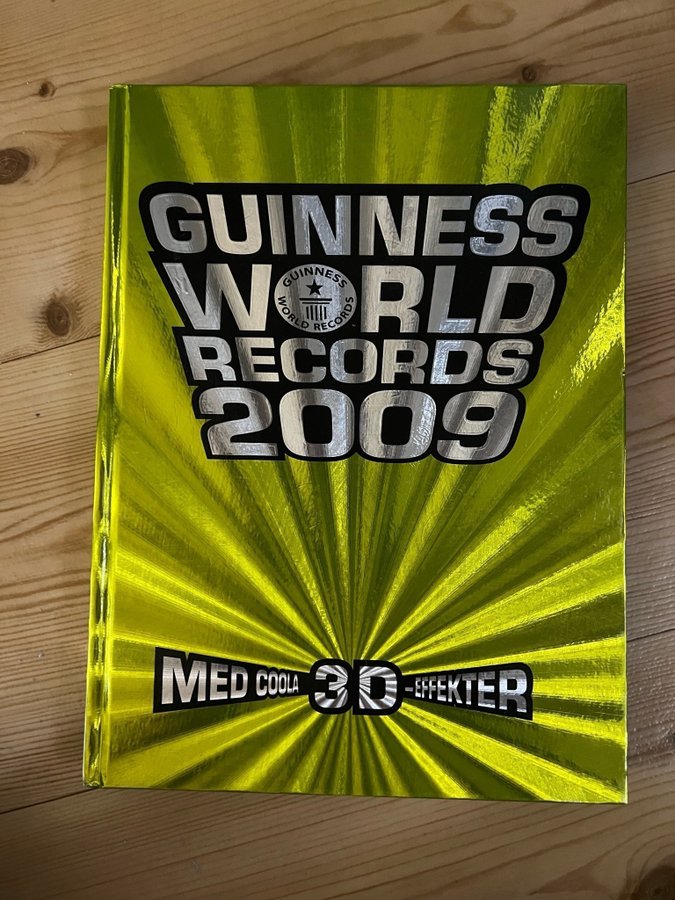 GUINNESS
WORLD
GUINNESS
WORLD RECORDS
RECORDS
2009
MED COOLA 3D-EFFEKTER